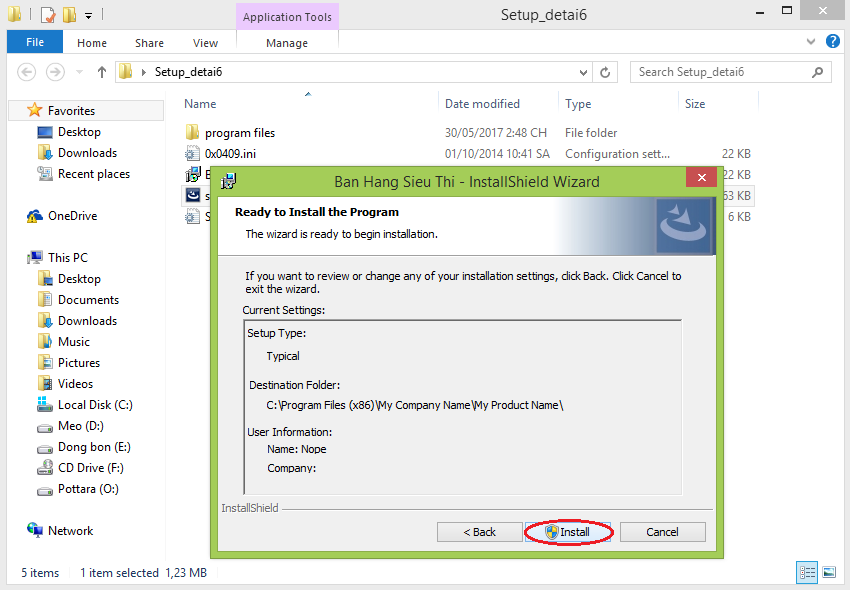 Application Tools
Setup_detai6
File
Home
Share
View
Manage
Setup_detai6
Search Setup_detai6
Name
Date modified
Type
Size
Favorites
Desktop
Downloads
Recent places
OneDrive
This PC
Desktop
Documents
Downloads
Music
Pictures
Videos
Local Disk (C:)
Meo (D:)
Dong bon (E:)
CD Drive (F:)
Pottara (O:)
Network
program files
30/05/2017 2:48 CH
File folder
0x0409.ini
01/10/2014 10:41 SA
Configuration sett...
22 KB
22 KB
63 KB
6 KB
Ban Hang Sieu Thi - InstallShield Wizard
Ready to Install the Program
The wizard is ready to begin installation.
If you want to review or change any of your installation settings, click Back. Click Cancel to
exit the wizard.
Current Settings:
Setup Type:
Typical
Destination Folder:
C:\Program Files (x86)\My Company Name\My Product Name\
User Information:
Name: Nope
Company:
InstallShield
< Back
Install
Cancel
5 items
1 item selected 1,23 MB